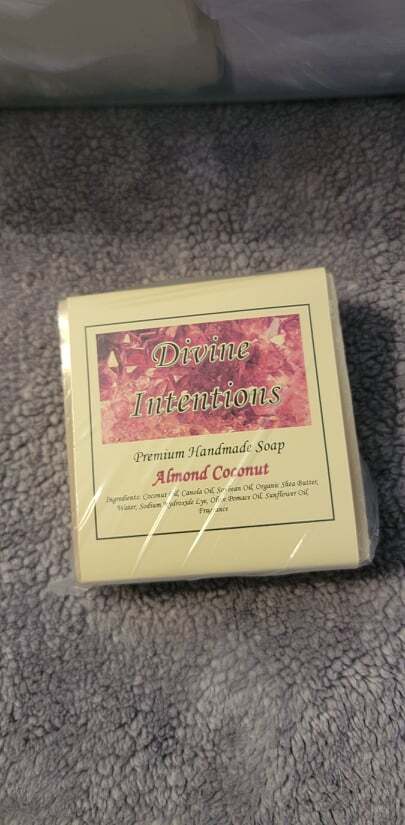 Divine
Intentions
Premium Handmade Soap
Almond Coconut
Ingredients: Coconut Oil, Canola Oil, Soybean Oil, Organic Shea Butter,
Water, Sodium Hydroxide Lye, Olive Pomace Oil, Sunflower Oil,
Fragrance